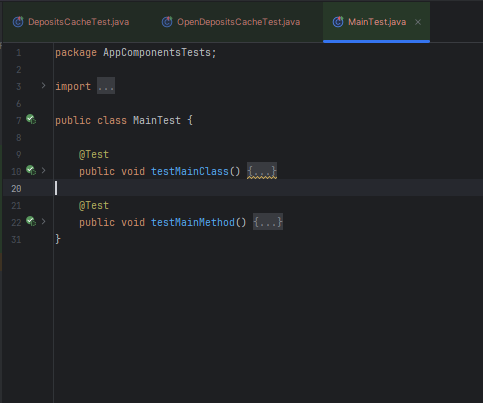 DepositsCacheTest.java OpenDepositsCacheTest.java MainTest.java
1 package AppComponentsTests;
2
3 import ...
6
7 public class MainTest {
8
9 @Test
10 public void testMainClass() {...}
20
21 @Test
22 public void testMainMethod() {...}
31 }